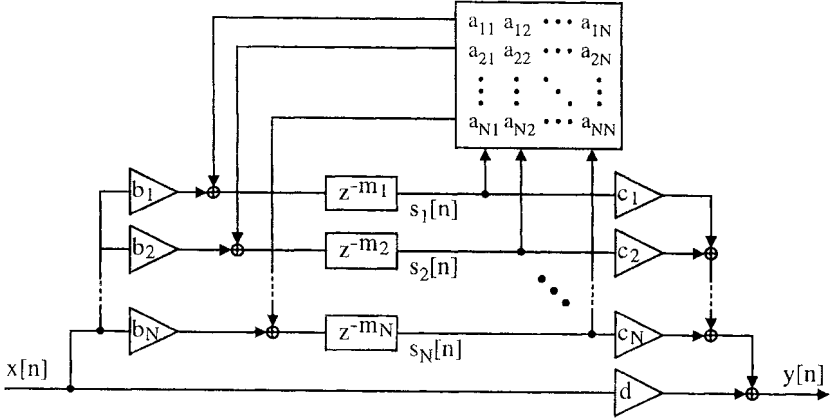 a₁₁ a₁₂ ••• a₁N
a₂₁ a₂₂ ••• a₂N
aN₁ aN₂ ••• aNN
b₁ z⁻ᵐ¹ s₁[n] c₁
b₂ z⁻ᵐ² s₂[n] c₂
bN z⁻ᵐN sN[n] cN
x[n] d y[n]